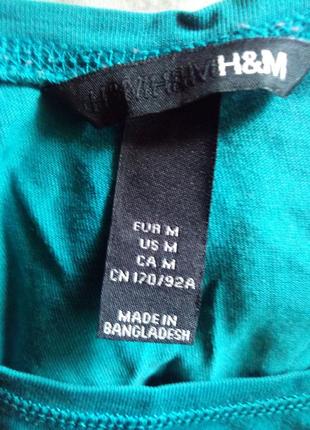 H&M
EUR M
US M
CA M
CN 170/92A
MADE IN
BANGLADESH